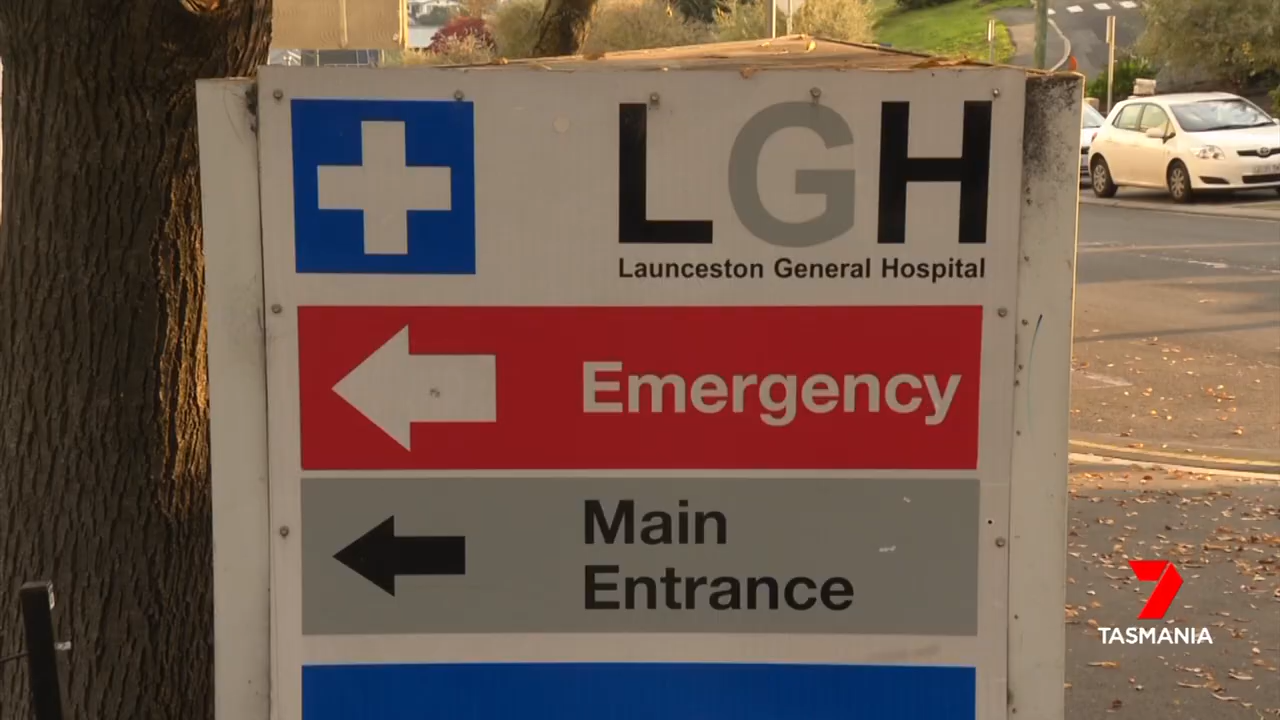 LGH
Launceston General Hospital
Emergency
Main
Entrance
7
TASMANIA